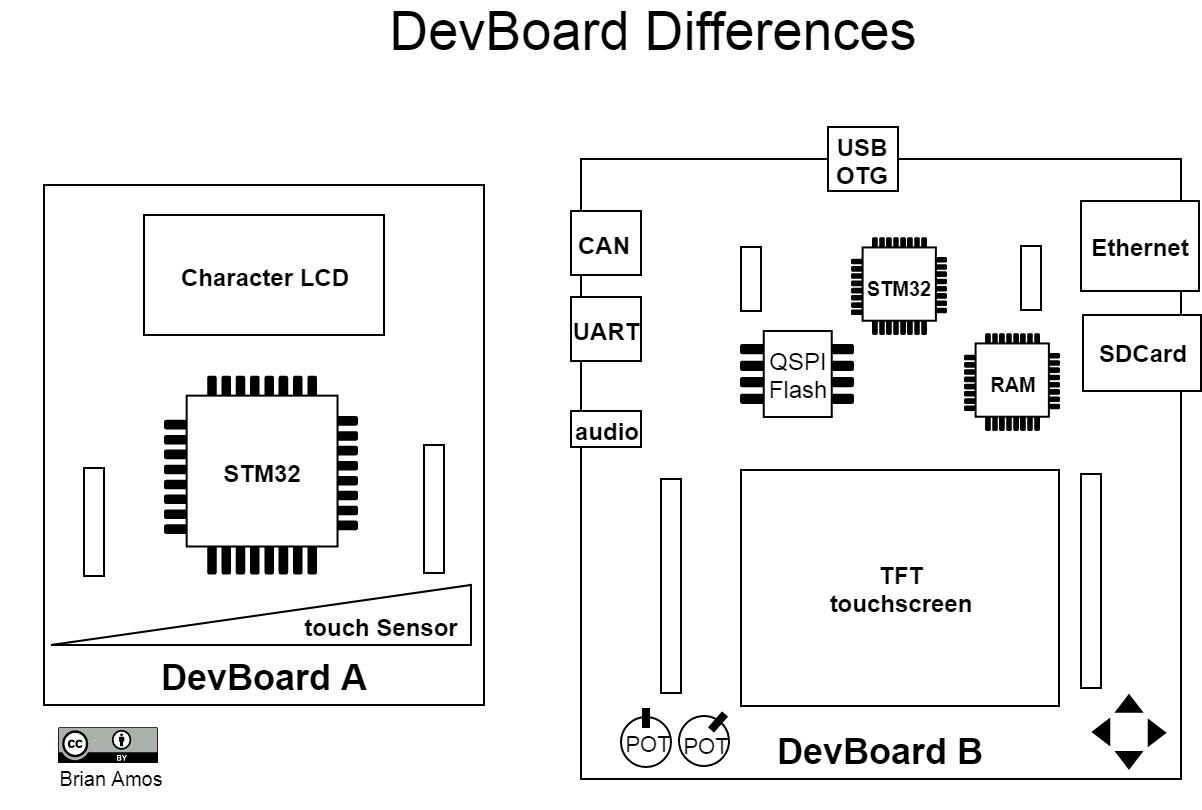 DevBoard Differences
Character LCD
STM32
touch Sensor
DevBoard A
cc
BY
Brian Amos
USB
OTG
CAN
UART
audio
STM32
QSPI
Flash
RAM
Ethernet
SDCard
TFT
touchscreen
POT
POT
DevBoard B